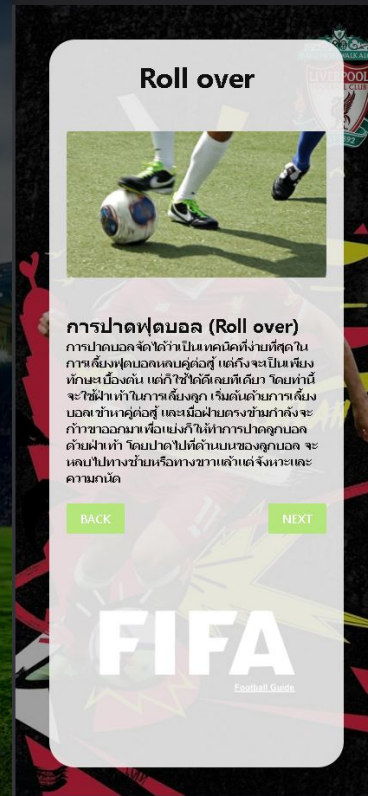 Roll over
LIVERPOOL
FOOTBALL CLUB
การปาดฟุตบอล (Roll over)
การปาดบอลจัดได้ว่าเป็นเทคนิคที่ง่ายที่สุดใน
การเลี้ยงฟุตบอลหลบคู่ต่อสู้ แต่ถึงจะเป็นเพียง
ทักษะเบื้องต้น แต่ก็ใช้ได้ดีเลยทีเดียว โดยท่านี้
จะใช้ฝ่าเท้าในการเลี้ยงลูก เริ่มต้นด้วยการเลี้ยง
บอลเข้าหาคู่ต่อสู้ และเมื่อฝ่ายตรงข้ามกำลังจะ
ก้าวขาออกมาเพื่อแย่งก็ให้ทำการปาดลูกบอล
ด้วยฝ่าเท้า โดยปาดไปที่ด้านบนของลูกบอล จะ
หลบไปทางซ้ายหรือทางขวาแล้วแต่จังหวะและ
ความถนัด
BACK
NEXT
FIFA
Football Guide